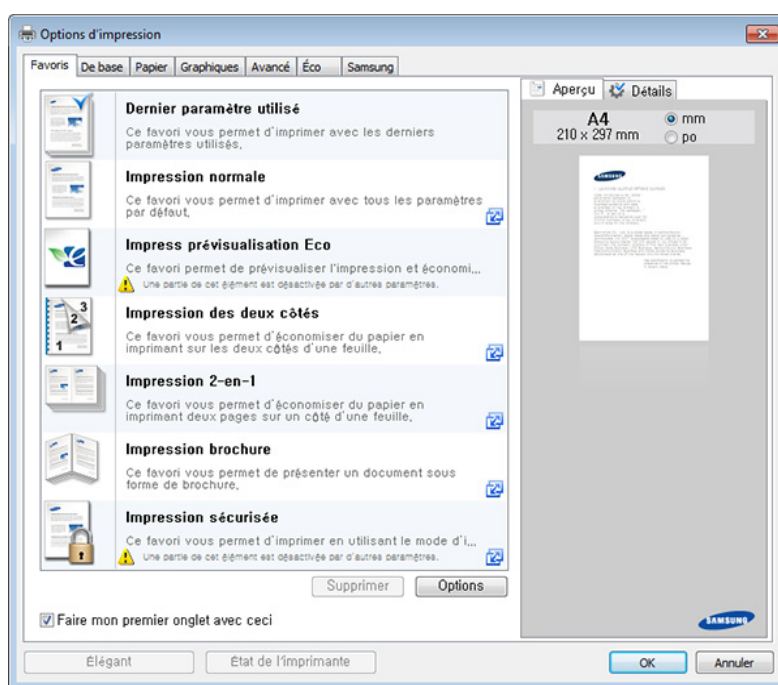 Options d'impression
Favoris De base Papier Graphiques Avancé Éco Samsung
Dernier paramètre utilisé
Ce favori vous permet d'imprimer avec les derniers
paramètres utilisés.
Impression normale
Ce favori vous permet d'imprimer avec tous les paramètres
par défaut.
Impress prévisualisation Eco
Ce favori permet de prévisualiser l'impression et économi...
Une partie de cet élément est désactivée par d'autres paramètres.
3
2
1
Impression des deux côtés
Ce favori vous permet d'économiser du papier en
imprimant sur les deux côtés d'une feuille.
Impression 2-en-1
Ce favori vous permet d'économiser du papier en
imprimant deux pages sur un côté d'une feuille.
Impression brochure
Ce favori vous permet de présenter un document sous
forme de brochure.
Impression sécurisée
Ce favori vous permet d'imprimer en utilisant le mode d'i...
Une partie de cet élément est désactivée par d'autres paramètres.
Supprimer Options
Faire mon premier onglet avec ceci
Aperçu Détails
A4
210 x 297 mm
mm
po
SAMSUNG
SAMSUNG
Élégant État de l'imprimante OK Annuler